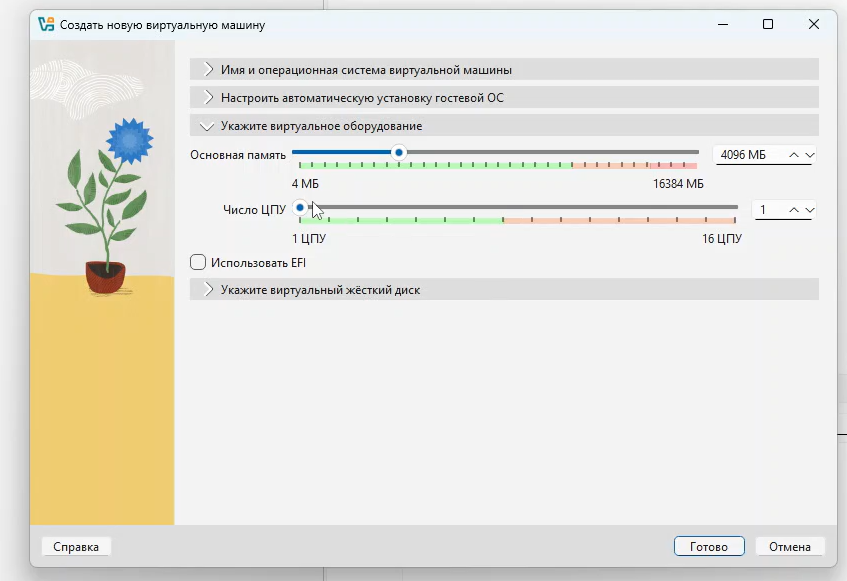 Создать новую виртуальную машину
Имя и операционная система виртуальной машины
Настроить автоматическую установку гостевой ОС
Укажите виртуальное оборудование
Основная память 4096 МБ
4 МБ 16384 МБ
Число ЦПУ 1
1 ЦПУ 16 ЦПУ
Использовать EFI
Укажите виртуальный жёсткий диск
Справка Готово Отмена